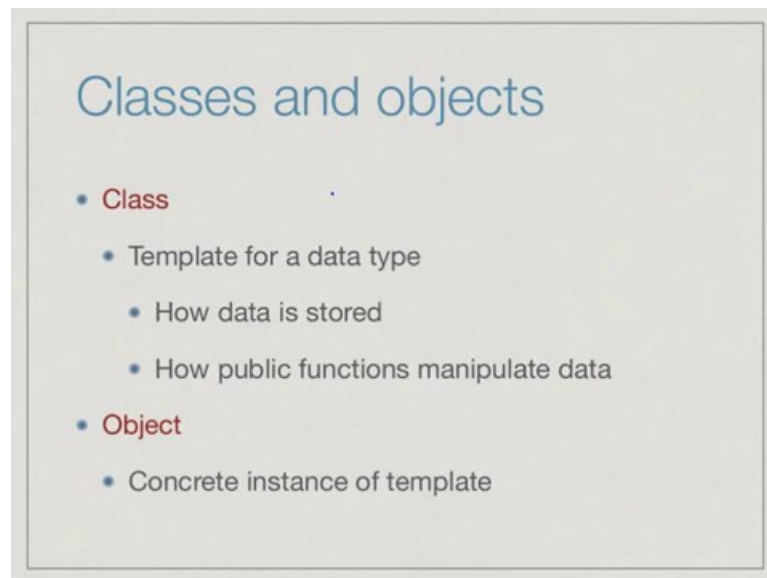 Classes and objects
Class
Template for a data type
How data is stored
How public functions manipulate data
Object
Concrete instance of template